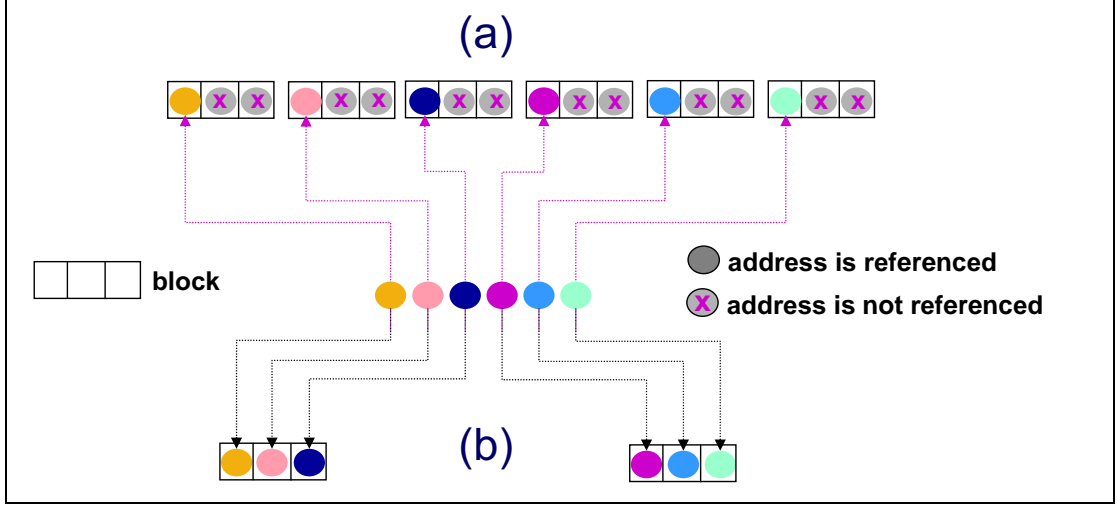 (a)
x x x x x x x x x x x x
block
address is referenced
x address is not referenced
(b)